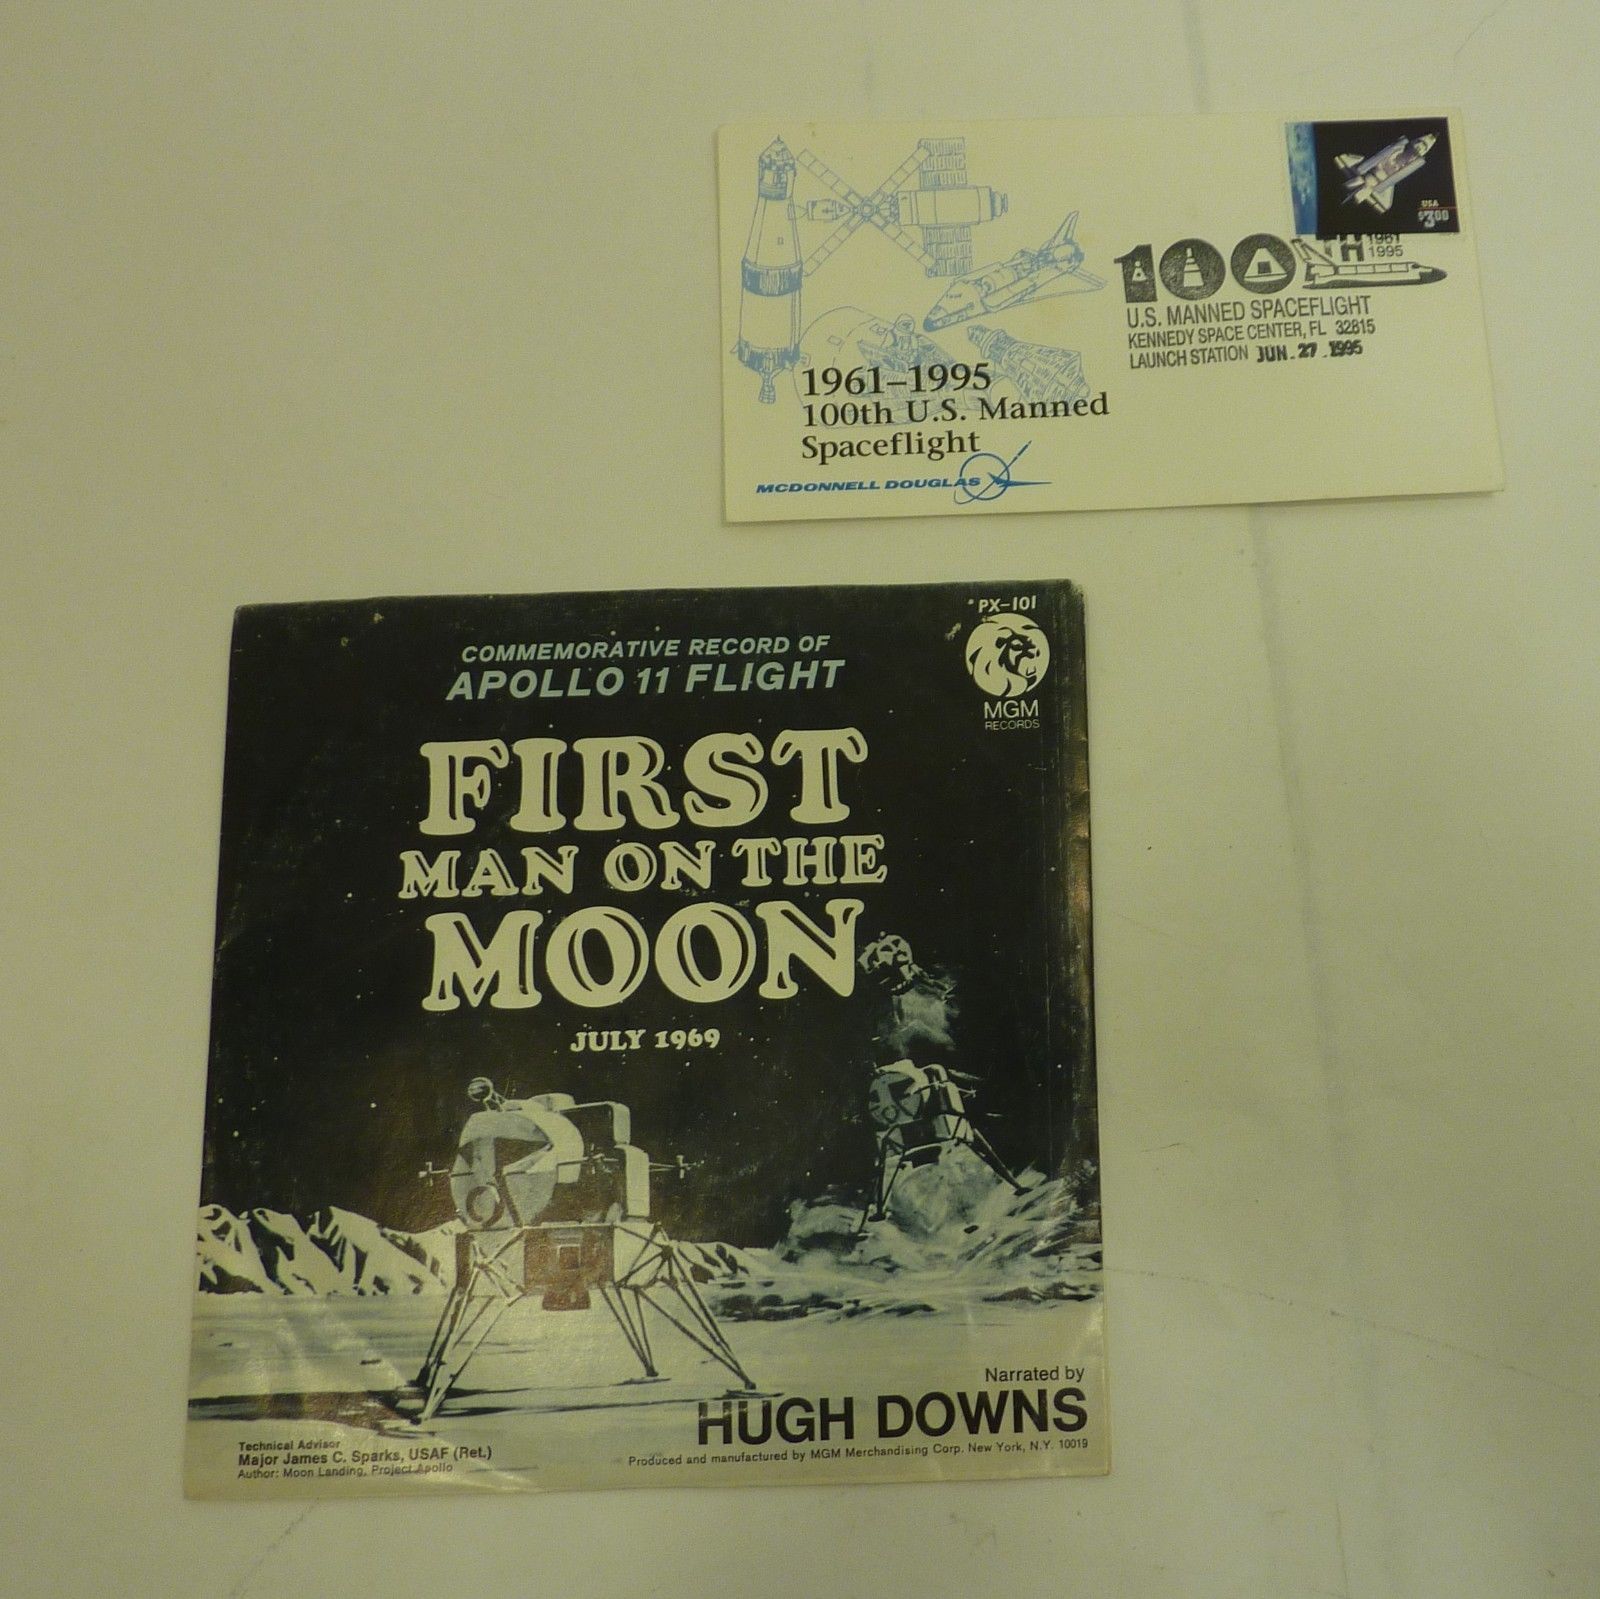 USA
$3.00
100TH 1961
1995
U.S. MANNED SPACEFLIGHT
KENNEDY SPACE CENTER, FL 32815
LAUNCH STATION JUN. 27. 1995
1961–1995
100th U.S. Manned
Spaceflight
MCDONNELL DOUGLAS
PX-101
MGM
RECORDS
COMMEMORATIVE RECORD OF
APOLLO 11 FLIGHT
FIRST
MAN ON THE
MOON
JULY 1969
Narrated by
HUGH DOWNS
Produced and manufactured by MGM Merchandising Corp. New York, N.Y. 10019
Technical Advisor
Major James C. Sparks, USAF (Ret.)
Author: Moon Landing, Project Apollo